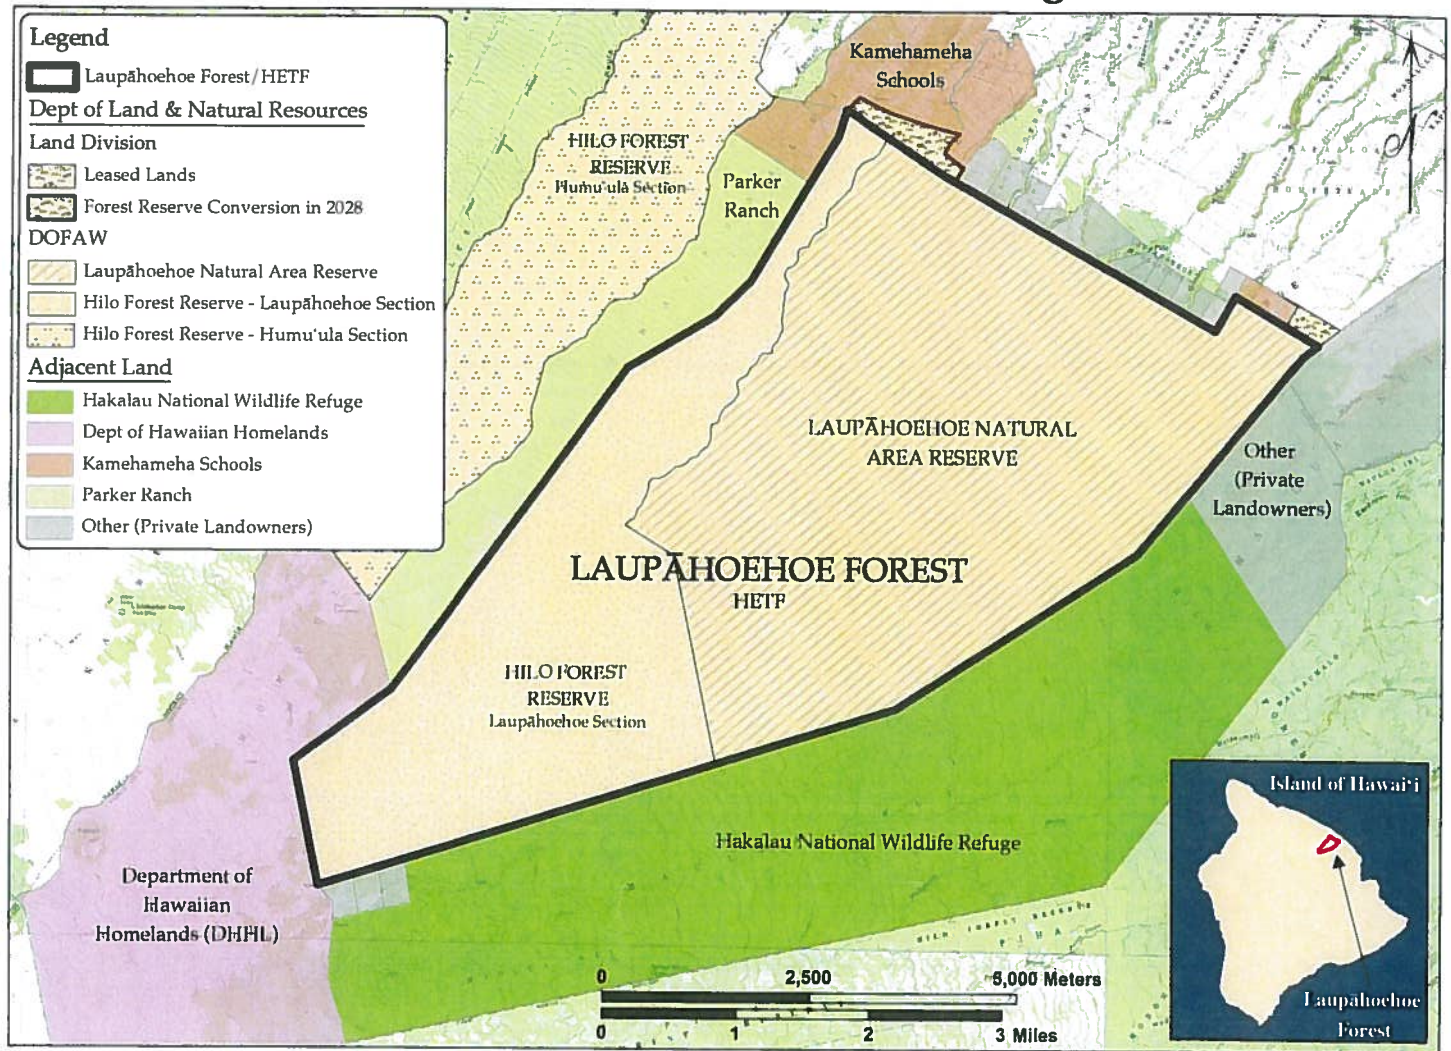 Legend
Laupāhoehoe Forest/HETF
Dept of Land & Natural Resources
Land Division
Leased Lands
Forest Reserve Conversion in 2028
DOFAW
Laupāhoehoe Natural Area Reserve
Hilo Forest Reserve - Laupāhoehoe Section
Hilo Forest Reserve - Humu'ula Section
Adjacent Land
Hakalau National Wildlife Refuge
Dept of Hawaiian Homelands
Kamehameha Schools
Parker Ranch
Other (Private Landowners)
Kamehameha
Schools
HILO FOREST
RESERVE
Humu'ula Section
Parker
Ranch
LAUPĀHOEHOE NATURAL
AREA RESERVE
Other
(Private
Landowners)
LAUPĀHOEHOE FOREST
HETF
HILO FOREST
RESERVE
Laupāhoehoe Section
Hakalau National Wildlife Refuge
Department of
Hawaiian
Homelands (DHHL)
HILO FOREST RESERVE
PIHA
0 2,500 5,000 Meters
0 1 2 3 Miles
Island of Hawai'i
Laupāhoehoe
Forest